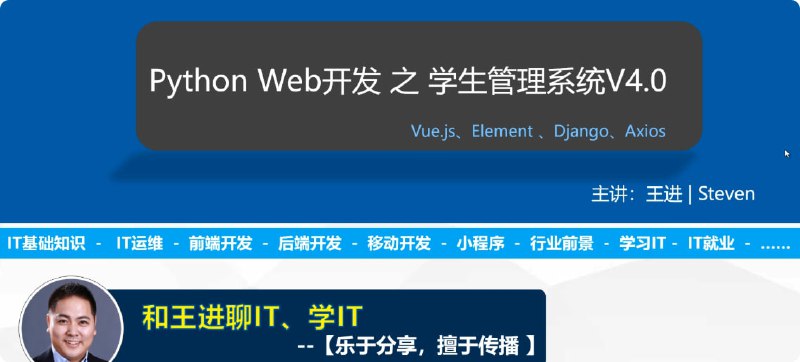 Python Web开发 之 学生管理系统V4.0
Vue.js、Element 、Django、Axios
主讲：王进 | Steven
IT基础知识 - IT运维 - 前端开发 - 后端开发 - 移动开发 - 小程序 - 行业前景 - 学习IT - IT就业 - ……
和王进聊IT、学IT
--【乐于分享，擅于传播 】